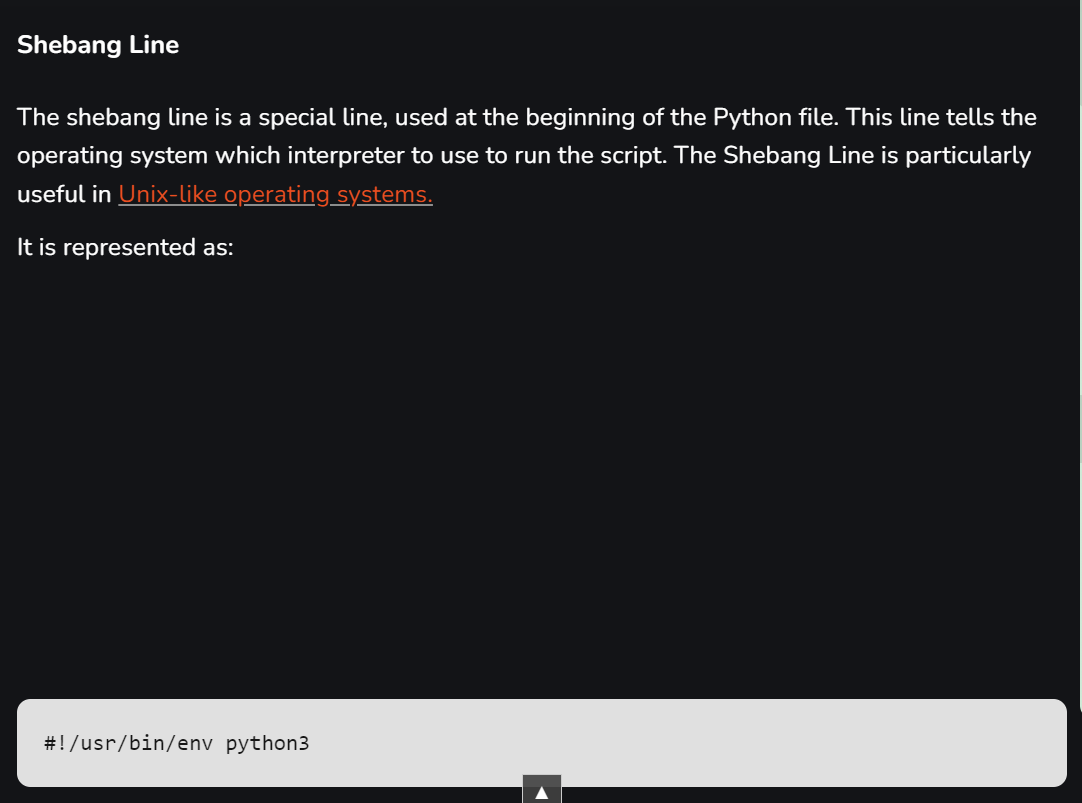 Shebang Line
The shebang line is a special line, used at the beginning of the Python file. This line tells the
operating system which interpreter to use to run the script. The Shebang Line is particularly
useful in Unix-like operating systems.
It is represented as:
#!/usr/bin/env python3